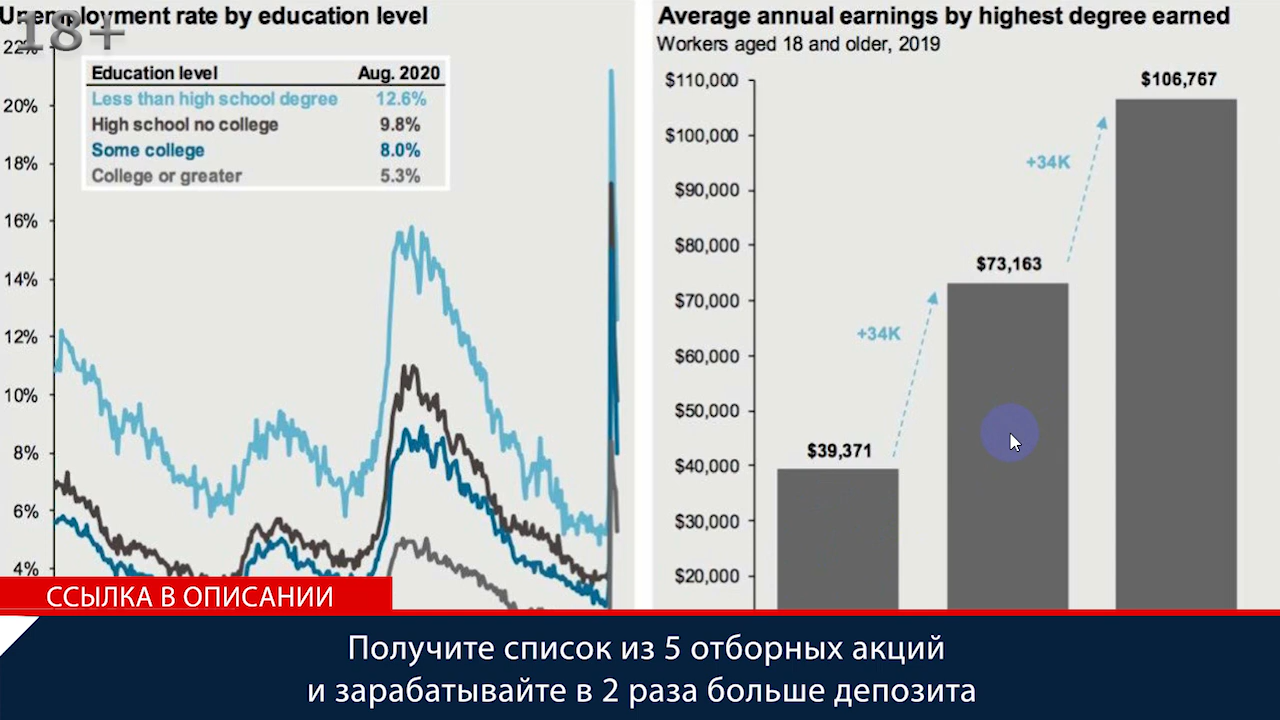 Unemployment rate by education level
18+
22%
20%
18%
16%
14%
12%
10%
8%
6%
4%
Education level Aug. 2020
Less than high school degree 12.6%
High school no college 9.8%
Some college 8.0%
College or greater 5.3%
Average annual earnings by highest degree earned
Workers aged 18 and older, 2019
$110,000
$100,000
$90,000
$80,000
$70,000
$60,000
$50,000
$40,000
$30,000
$20,000
$39,371
+34K
$73,163
+34K
$106,767
ССЫЛКА В ОПИСАНИИ
Получите список из 5 отборных акций
и зарабатывайте в 2 раза больше депозита